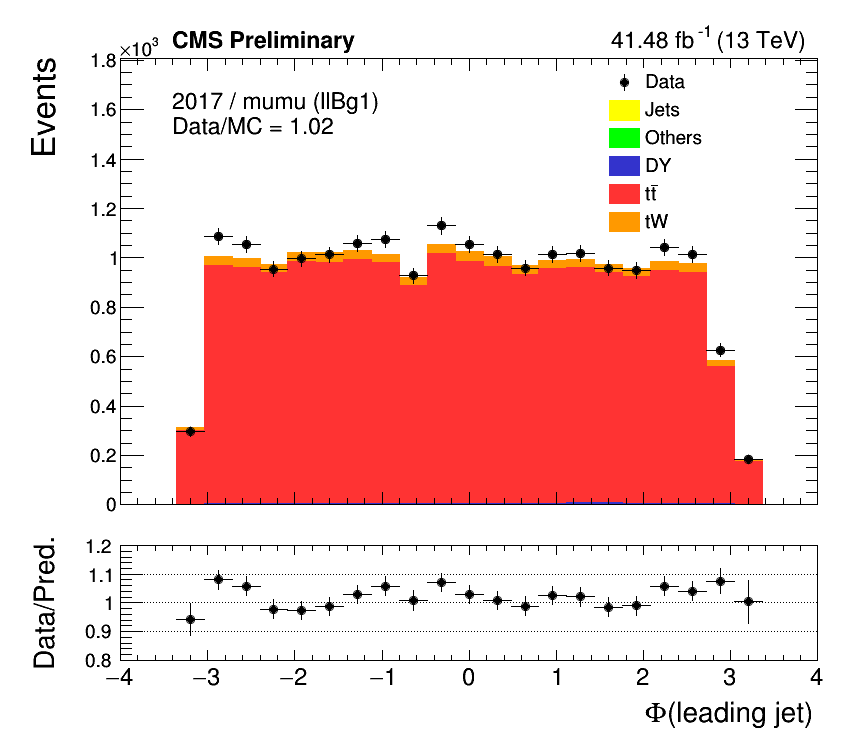 CMS Preliminary
41.48 fb⁻¹ (13 TeV)
×10³
Events
2017 / mumu (llBg1)
Data/MC = 1.02
Data
Jets
Others
DY
tt̄
tW
1.8
1.6
1.4
1.2
1
0.8
0.6
0.4
0.2
0
Data/Pred.
1.2
1.1
1
0.9
0.8
−4 −3 −2 −1 0 1 2 3 4
Φ(leading jet)